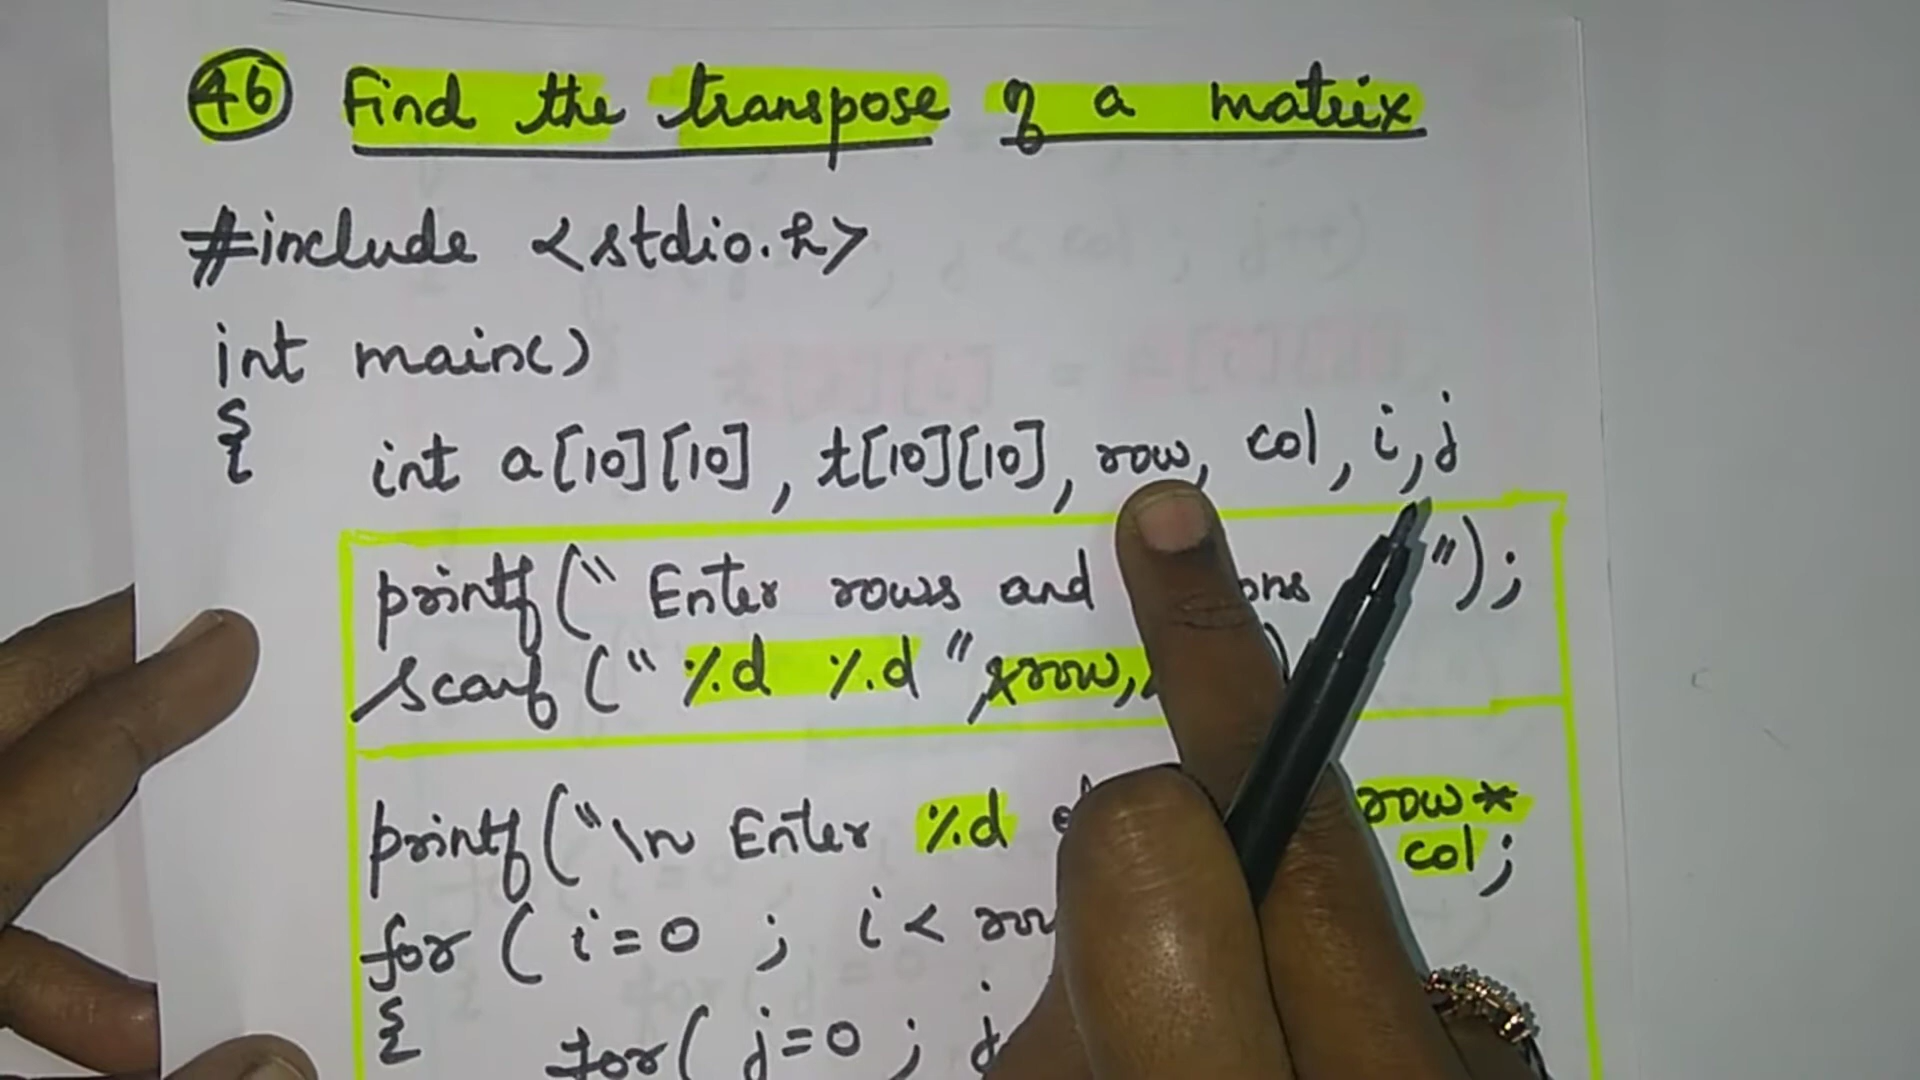 46 Find the transpose of a matrix
#include <stdio.h>
int main()
{ int a[10][10], t[10][10], row, col, i,j
printf(" Enter rows and ");
scanf (" %d %d ", &row,
printf("\n Enter %d row*
col;
for ( i=0 ; i<
{ for( j=0 ; j